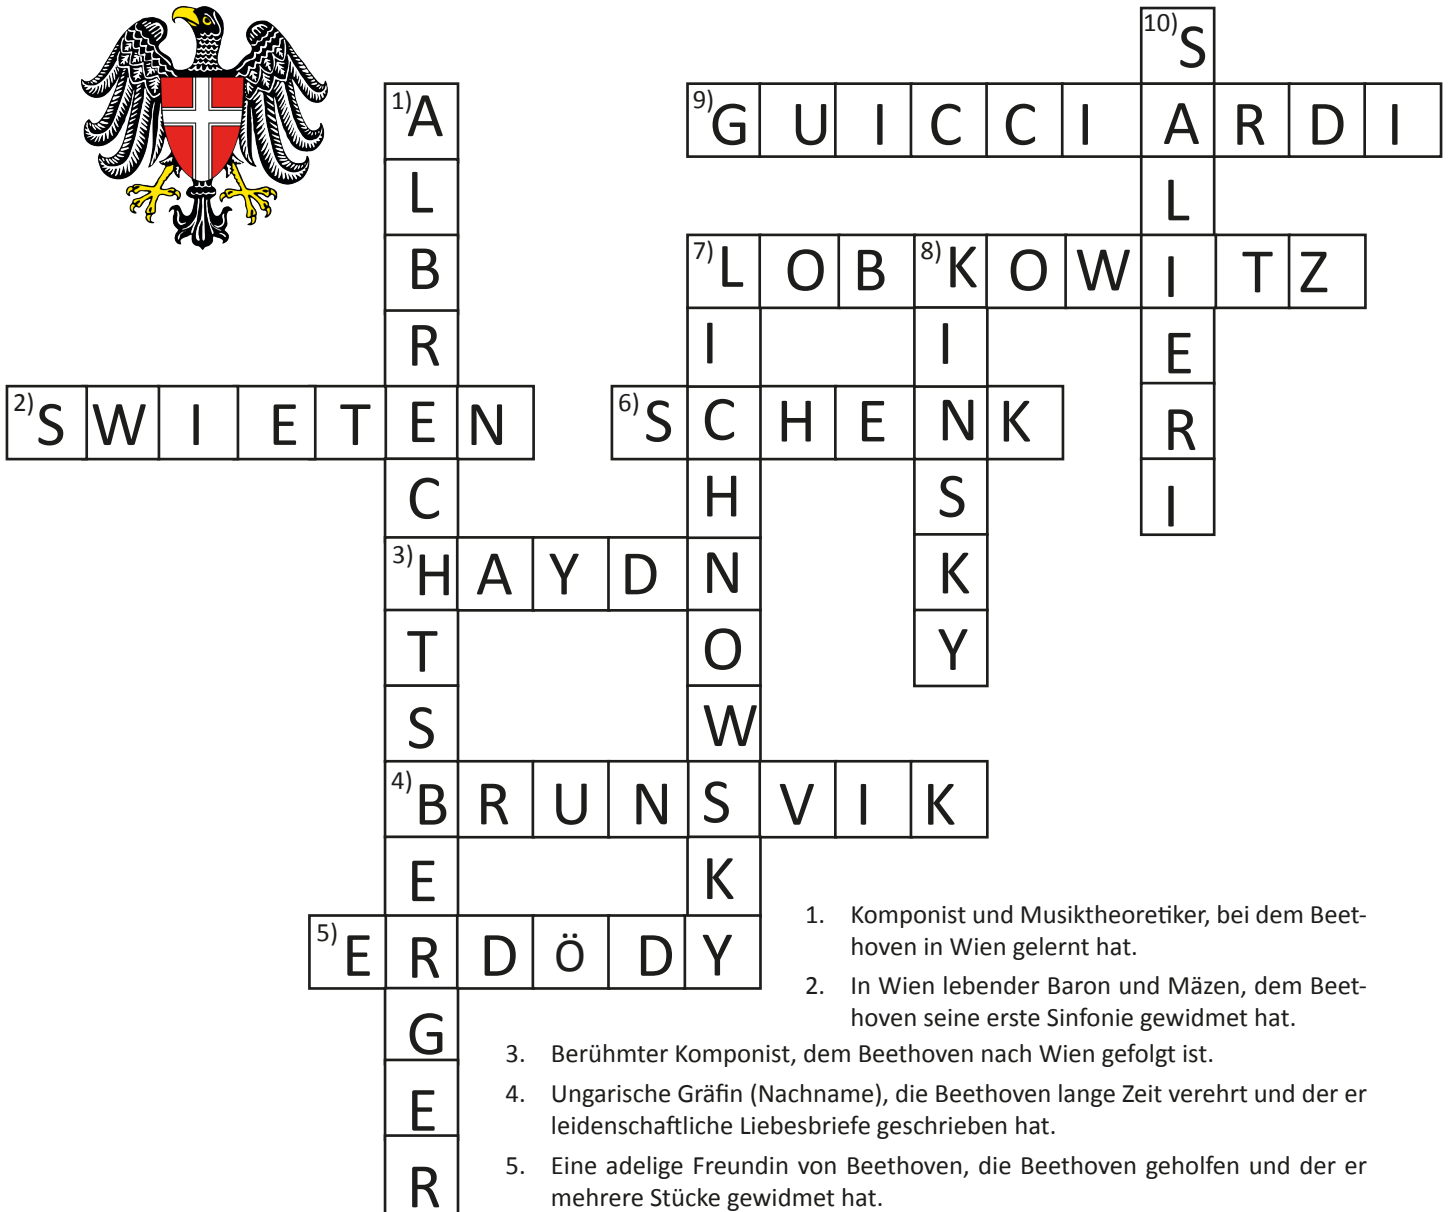 10) S
1) A
9) G U I C C I A R D I
L
L
B
7) L O B 8) K O W I T Z
R
I
I
E
2) S W I E T E N
6) S C H E N K
R
C
H
S
I
3) H A Y D N
K
T
O
Y
S
W
4) B R U N S V I K
E
K
5) E R D Ö D Y
G
E
R
1. Komponist und Musiktheoretiker, bei dem Beet-
hoven in Wien gelernt hat.
2. In Wien lebender Baron und Mäzen, dem Beet-
hoven seine erste Sinfonie gewidmet hat.
3. Berühmter Komponist, dem Beethoven nach Wien gefolgt ist.
4. Ungarische Gräfin (Nachname), die Beethoven lange Zeit verehrt und der er
leidenschaftliche Liebesbriefe geschrieben hat.
5. Eine adelige Freundin von Beethoven, die Beethoven geholfen und der er
mehrere Stücke gewidmet hat.